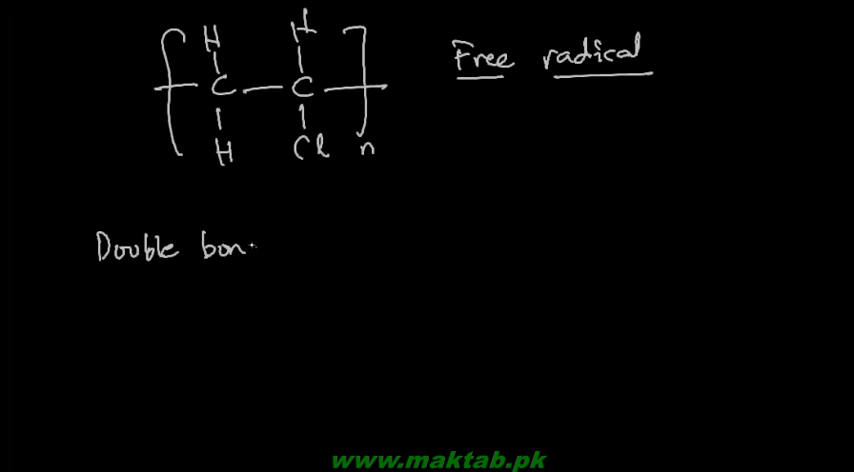 H H
Free radical
C C
H Cl n
Double bon
www.maktab.pk